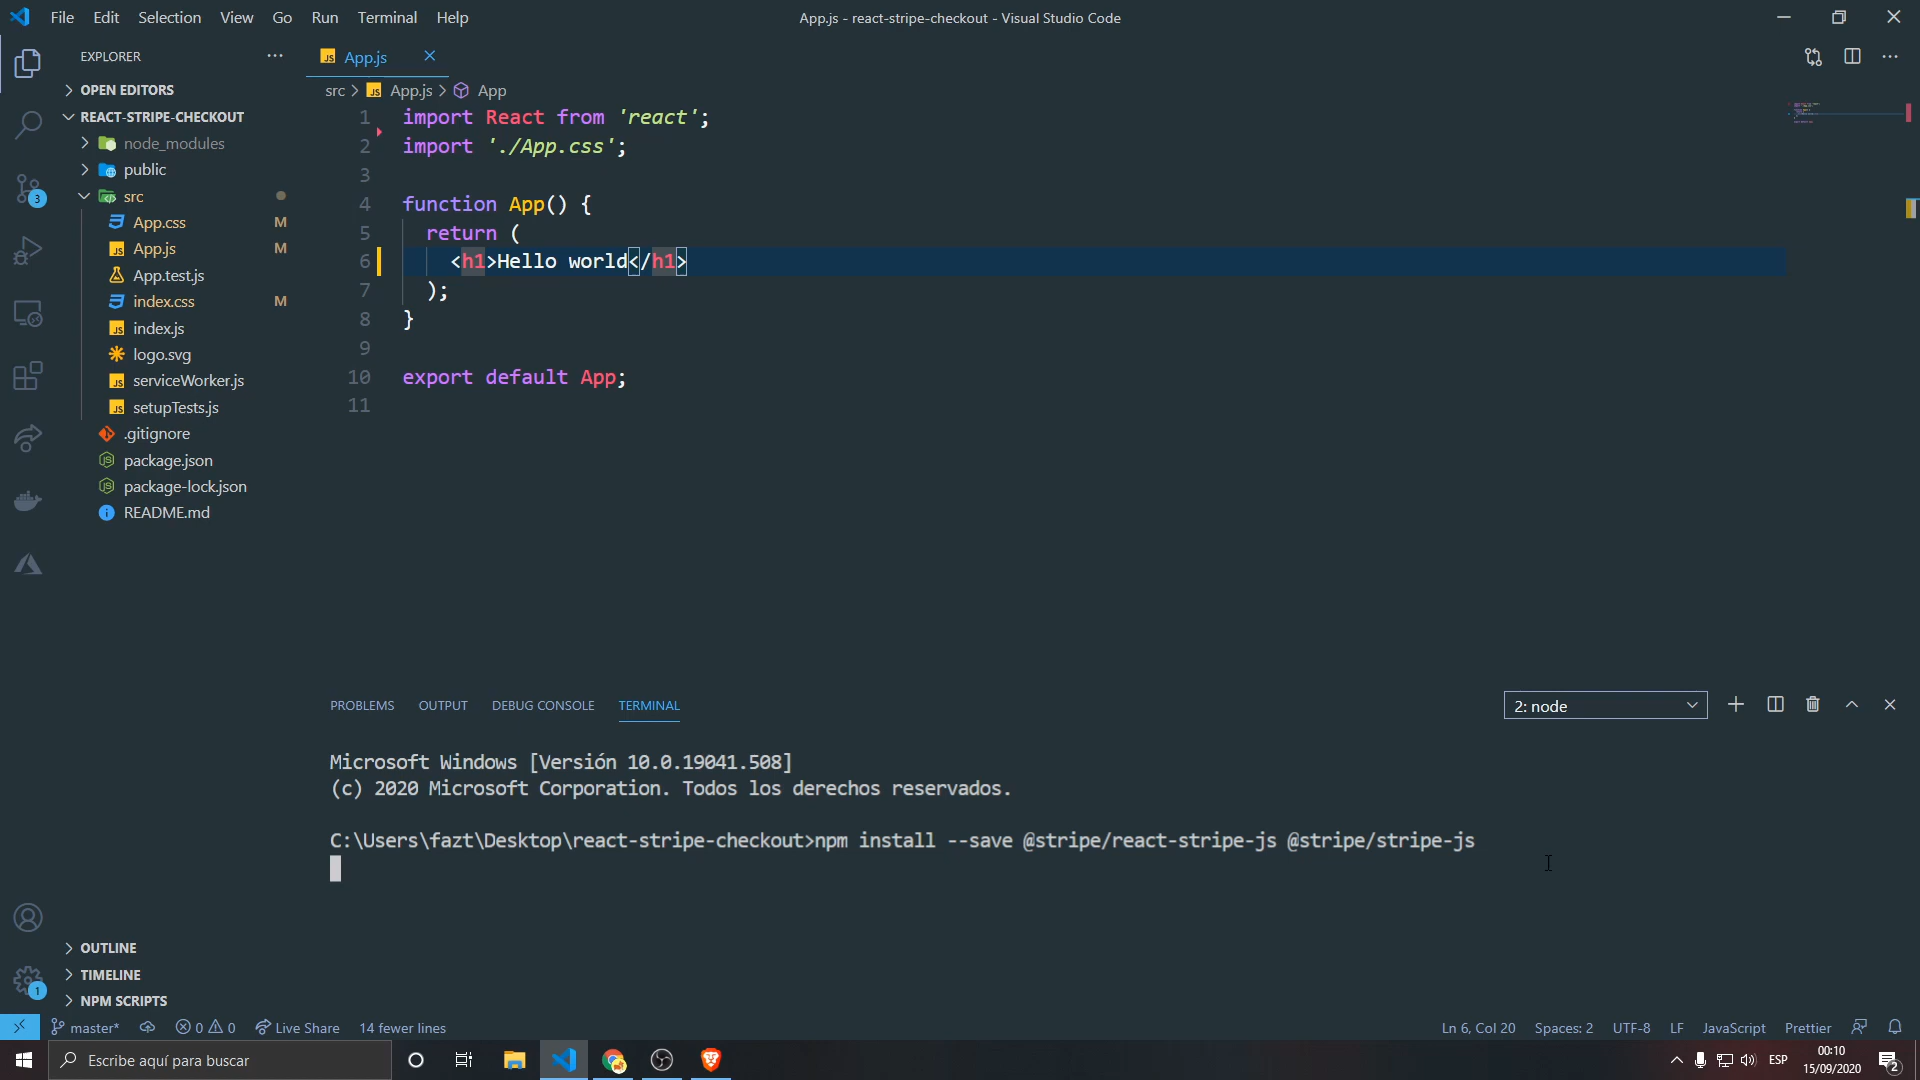 File Edit Selection View Go Run Terminal Help
App.js - react-stripe-checkout - Visual Studio Code
EXPLORER
OPEN EDITORS
REACT-STRIPE-CHECKOUT
node_modules
public
src
App.css M
App.js M
App.test.js
index.css M
index.js
logo.svg
serviceWorker.js
setupTests.js
.gitignore
package.json
package-lock.json
README.md
OUTLINE
TIMELINE
NPM SCRIPTS
3
1
JS App.js
src > JS App.js > App
1 import React from 'react';
2 import './App.css';
3
4 function App() {
5 return (
6 <h1>Hello world</h1>
7 );
8 }
9
10 export default App;
11
PROBLEMS OUTPUT DEBUG CONSOLE TERMINAL
2: node
Microsoft Windows [Versión 10.0.19041.508]
(c) 2020 Microsoft Corporation. Todos los derechos reservados.
C:\Users\fazt\Desktop\react-stripe-checkout>npm install --save @stripe/react-stripe-js @stripe/stripe-js
master* 0 0 Live Share 14 fewer lines
Ln 6, Col 20 Spaces: 2 UTF-8 LF JavaScript Prettier
Escribe aquí para buscar
ESP
00:10
15/09/2020
2